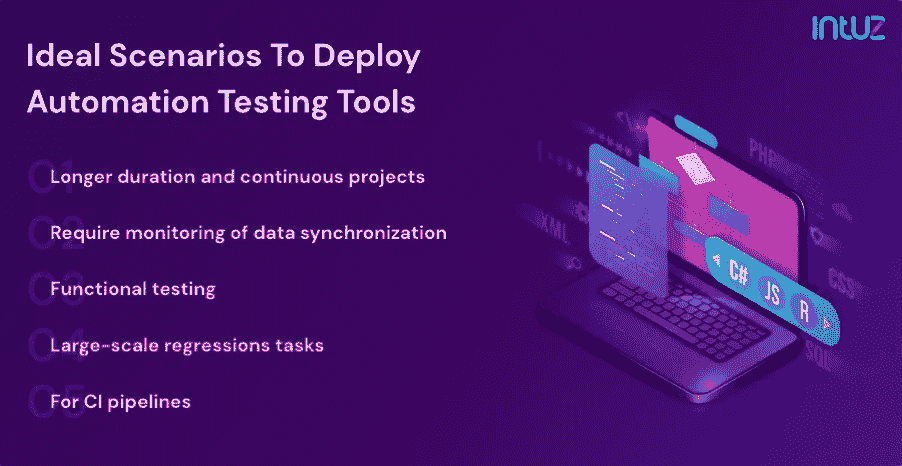 INTUZ
Ideal Scenarios To Deploy
Automation Testing Tools
01
Longer duration and continuous projects
02
Require monitoring of data synchronization
03
Functional testing
04
Large-scale regressions tasks
05
For CI pipelines
PHP
XML
C# JS R
CSS
SQL